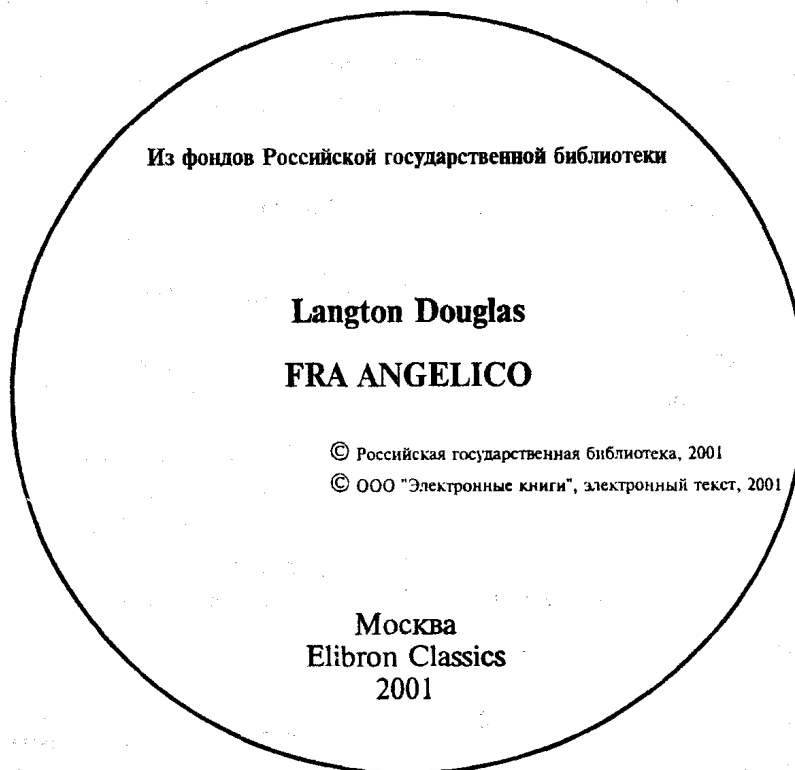 Из фондов Российской государственной библиотеки
Langton Douglas
FRA ANGELICO
© Российская государственная библиотека, 2001
© ООО "Электронные книги", электронный текст, 2001
Москва
Elibron Classics
2001